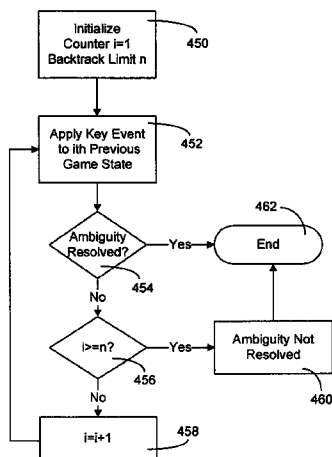 Initialize
Counter i=1
Backtrack Limit n
450
Apply Key Event
to ith Previous
Game State
452
Ambiguity
Resolved?
454
Yes
End
462
No
i>=n?
456
Yes
Ambiguity Not
Resolved
460
No
i=i+1
458